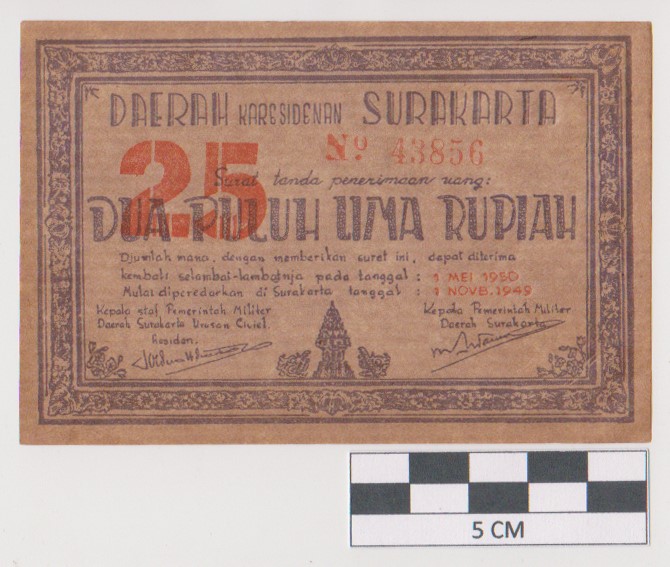 DAERAH KARESIDENAN SURAKARTA
25
No 43856
Surat tanda penerimaan uang:
DUA PULUH LIMA RUPIAH
Djumlah mana, dengan memberikan surat ini, dapat diterima
kembali selambat-lambatnja pada tanggal : 1 MEI 1950
Mulai diperedarkan di Surakarta tanggal : 1 NOVB. 1949
Kepala staf Pemerintah Militer
Daerah Surakarta Urusan Civiel.
Residen.
Kepala Pemerintah Militer
Daerah Surakarta
5 CM